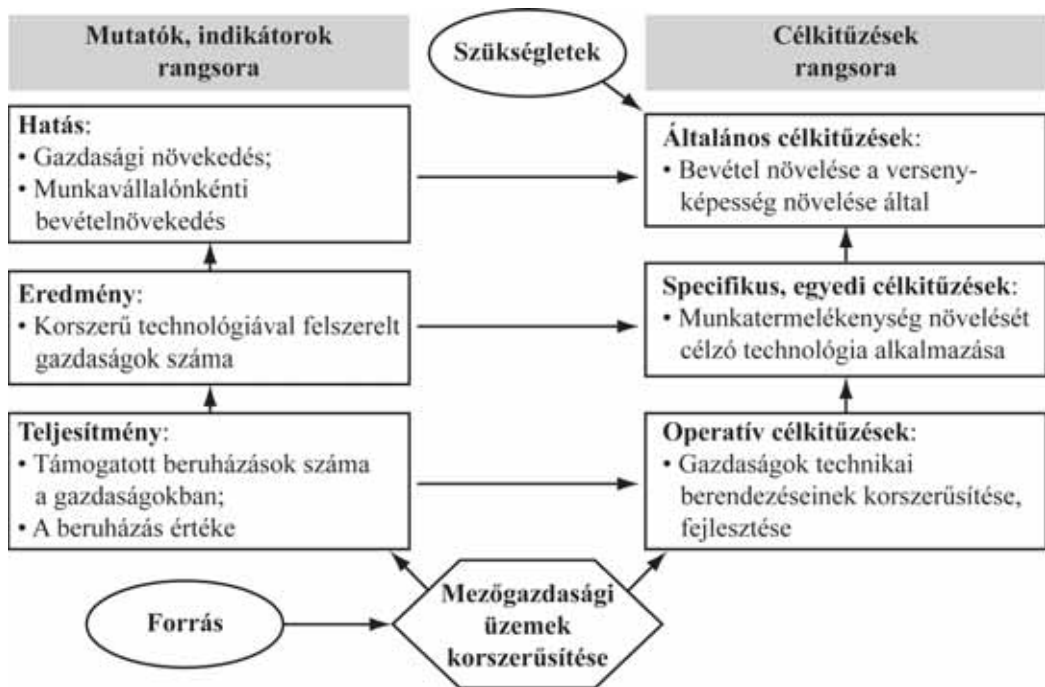 Mutatók, indikátorok
rangsora
Szükségletek
Célkitűzések
rangsora
Hatás:
• Gazdasági növekedés;
• Munkavállalónkénti
bevételnövekedés
Általános célkitűzések:
• Bevétel növelése a verseny-
képesség növelése által
Eredmény:
• Korszerű technológiával felszerelt
gazdaságok száma
Specifikus, egyedi célkitűzések:
• Munkatermelékenység növelését
célzó technológia alkalmazása
Teljesítmény:
• Támogatott beruházások száma
a gazdaságokban;
• A beruházás értéke
Operatív célkitűzések:
• Gazdaságok technikai
berendezéseinek korszerűsítése,
fejlesztése
Forrás
Mezőgazdasági
üzemek
korszerűsítése